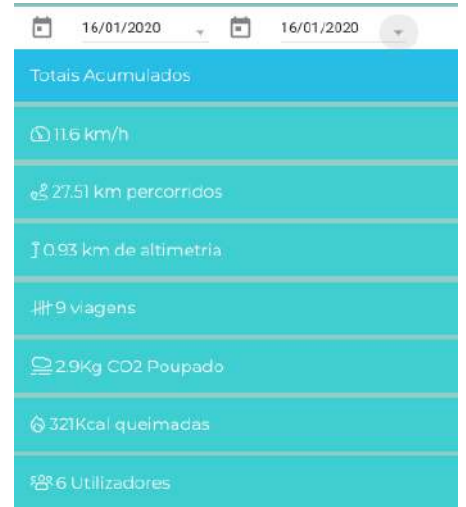 16/01/2020 16/01/2020
Totais Acumulados
11.6 km/h
27.51 km percorridos
0.93 km de altimetria
9 viagens
2.9Kg CO2 Poupado
321Kcal queimadas
6 Utilizadores